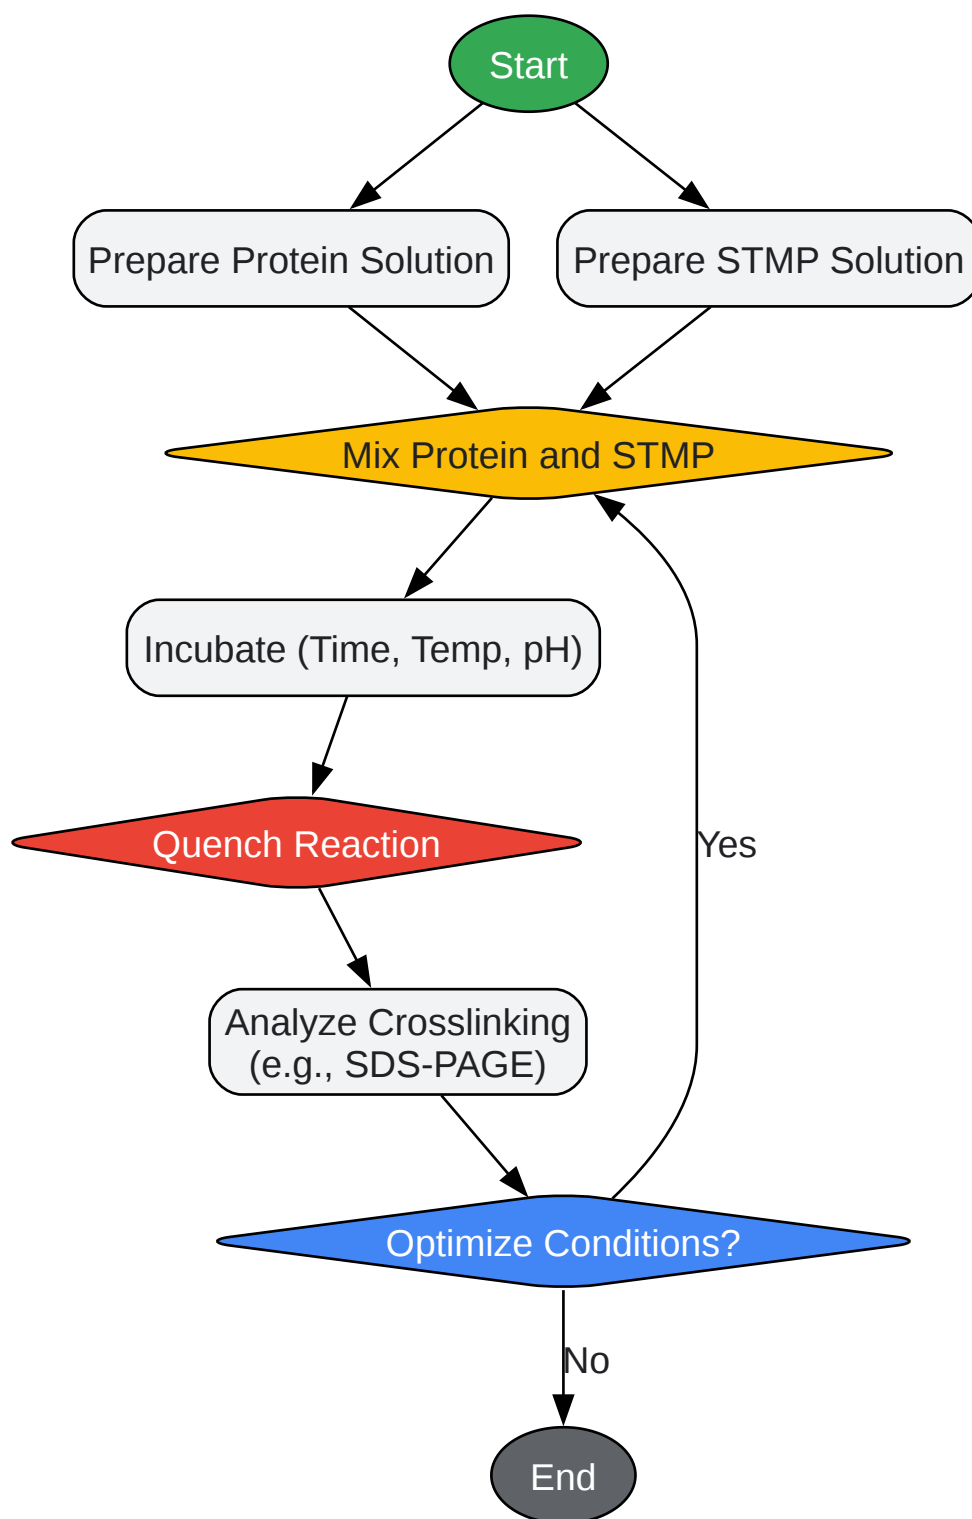 Start
Prepare Protein Solution
Prepare STMP Solution
Mix Protein and STMP
Incubate (Time, Temp, pH)
Quench Reaction
Yes
Analyze Crosslinking
(e.g., SDS-PAGE)
Optimize Conditions?
No
End